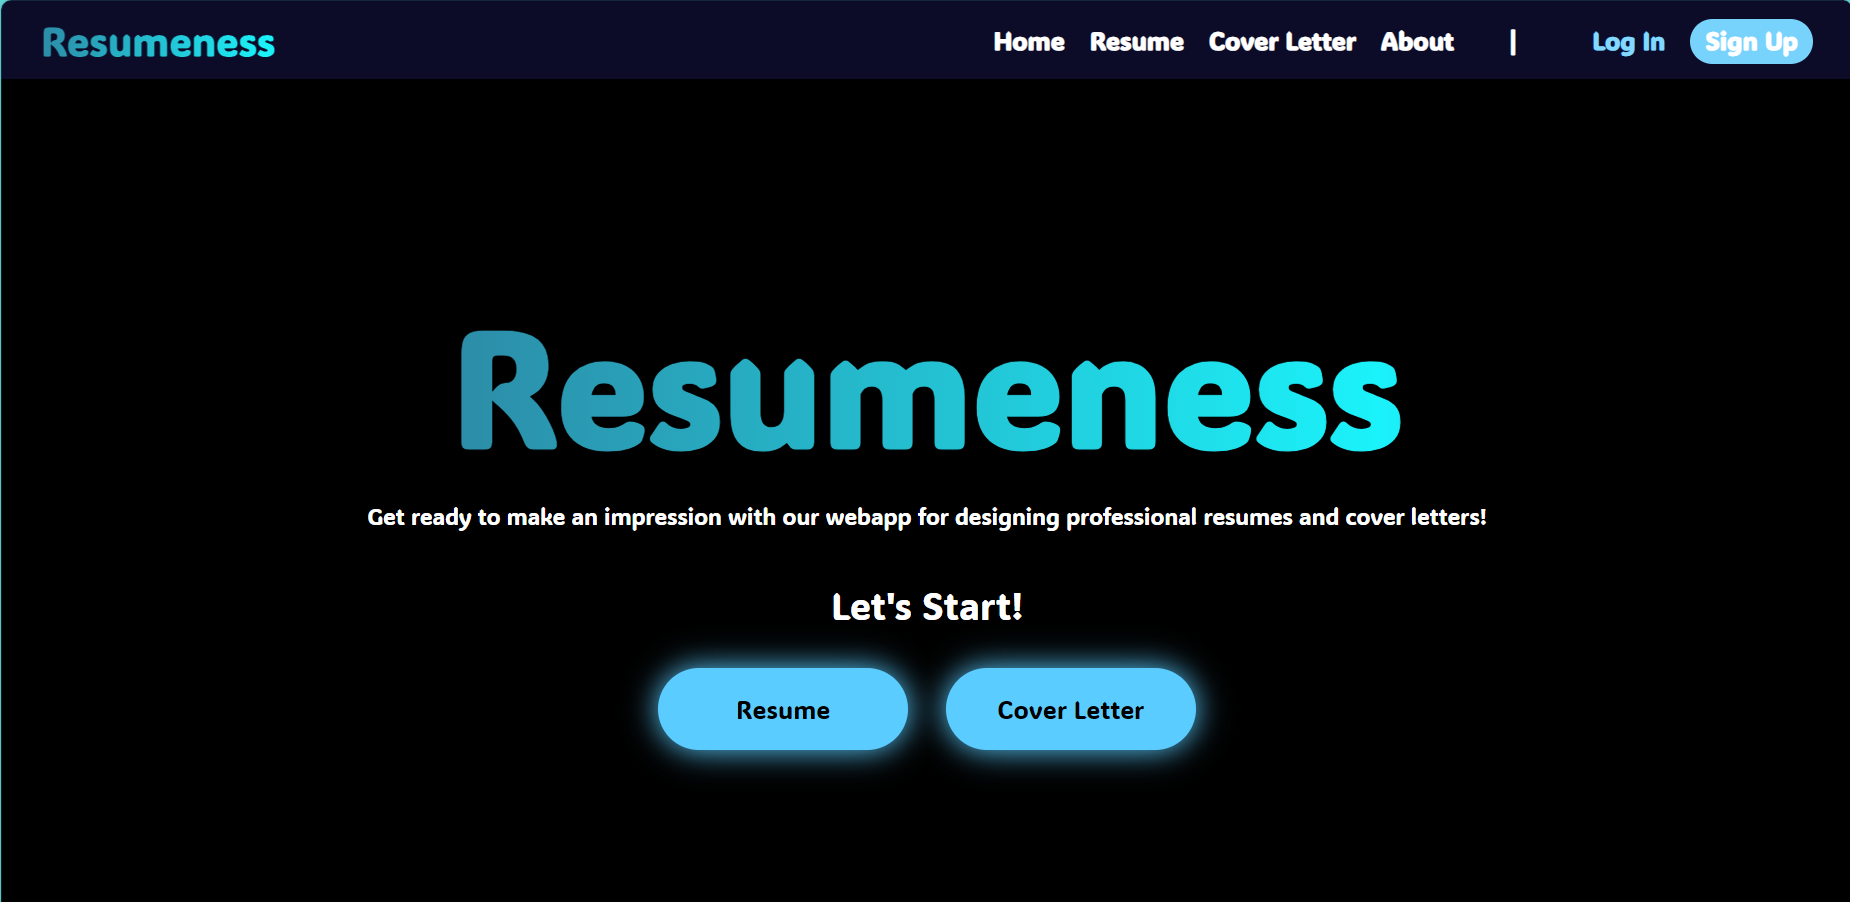 Resumeness
Home Resume Cover Letter About | Log In Sign Up
Resumeness
Get ready to make an impression with our webapp for designing professional resumes and cover letters!
Let's Start!
Resume Cover Letter